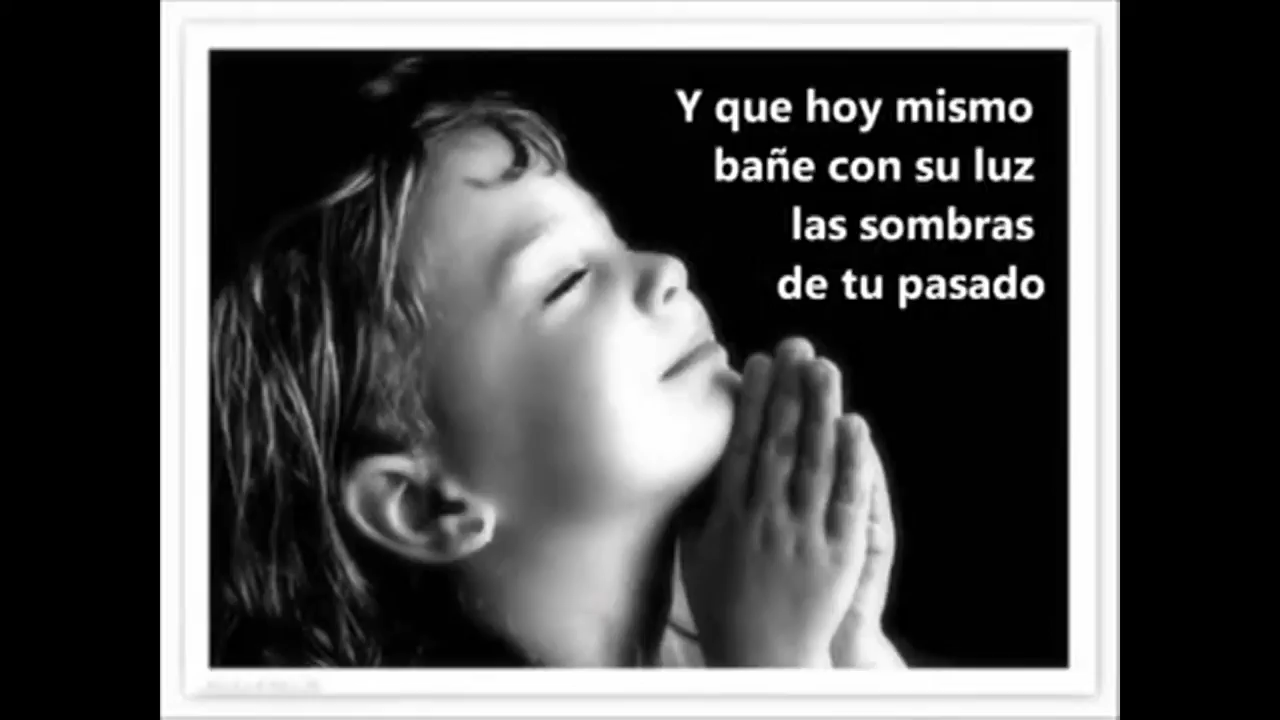 Y que hoy mismo
bañe con su luz
las sombras
de tu pasado